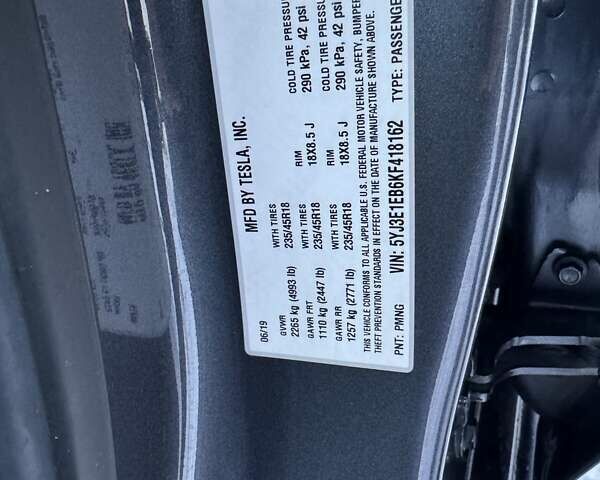 MFD BY TESLA, INC.
06/19
GVWR
2265 kg (4993 lb)
WITH TIRES
235/45R18
RIM
18X8.5 J
COLD TIRE PRESSURE
290 kPa, 42 psi
GAWR FRT
1110 kg (2447 lb)
WITH TIRES
235/45R18
RIM
18X8.5 J
COLD TIRE PRESSU
290 kPa, 42 psi
GAWR RR
1257 kg (2771 lb)
THIS VEHICLE CONFORMS TO ALL APPLICABLE U.S. FEDERAL MOTOR VEHICLE SAFETY, BUMPER
THEFT PREVENTION STANDARDS IN EFFECT ON THE DATE OF MANUFACTURE SHOWN ABOVE.
PNT: PMNG
VIN: 5YJ3E1EB6KF418162
TYPE: PASSENGE